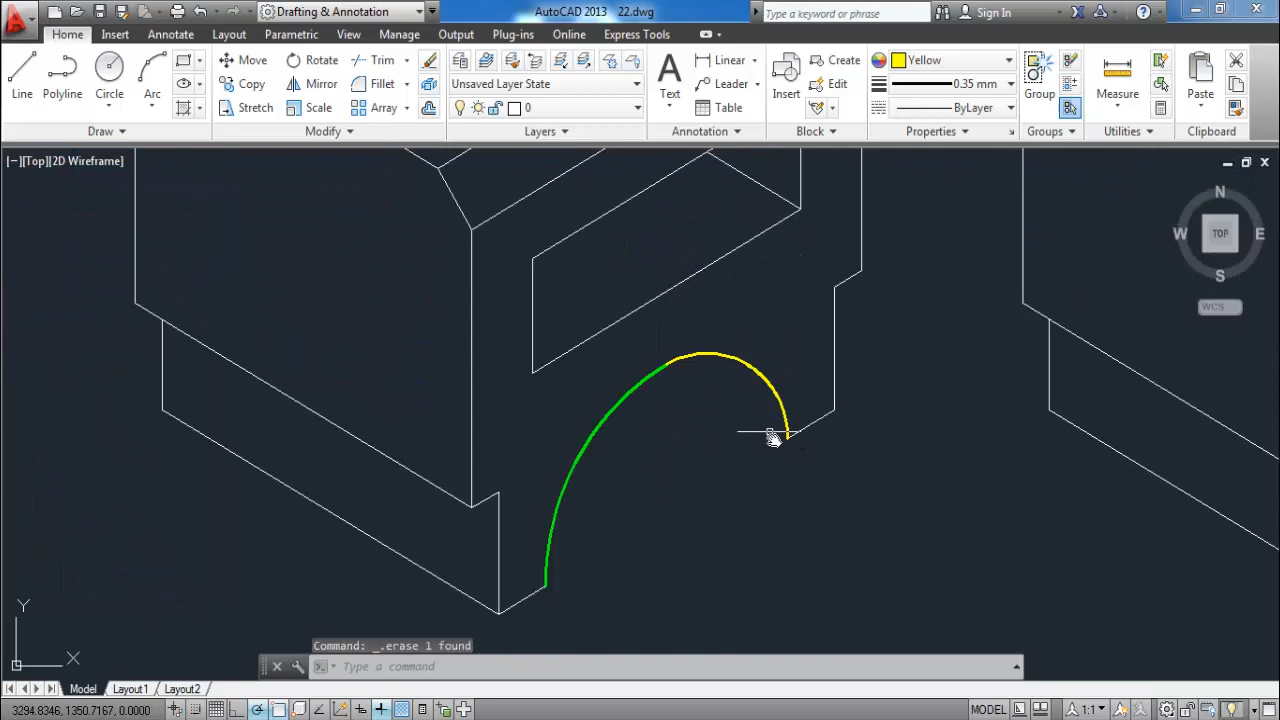 Drafting & Annotation
AutoCAD 2013 22.dwg
Type a keyword or phrase
Sign In
Home Insert Annotate Layout Parametric View Manage Output Plug-ins Online Express Tools
Line
Polyline
Circle
Arc
Draw
Move Rotate Trim
Copy Mirror Fillet
Stretch Scale Array
Modify
Unsaved Layer State
0
Layers
Text
Linear
Leader
Table
Annotation
Insert
Create
Edit
Block
Yellow
0.35 mm
ByLayer
Properties
Group
Groups
Measure
Utilities
Paste
Clipboard
[−][Top][2D Wireframe]
N
W TOP E
S
WCS
Y
X
Command: _.erase 1 found
Type a command
Model Layout1 Layout2
3294.8346, 1350.7167, 0.0000
MODEL
1:1